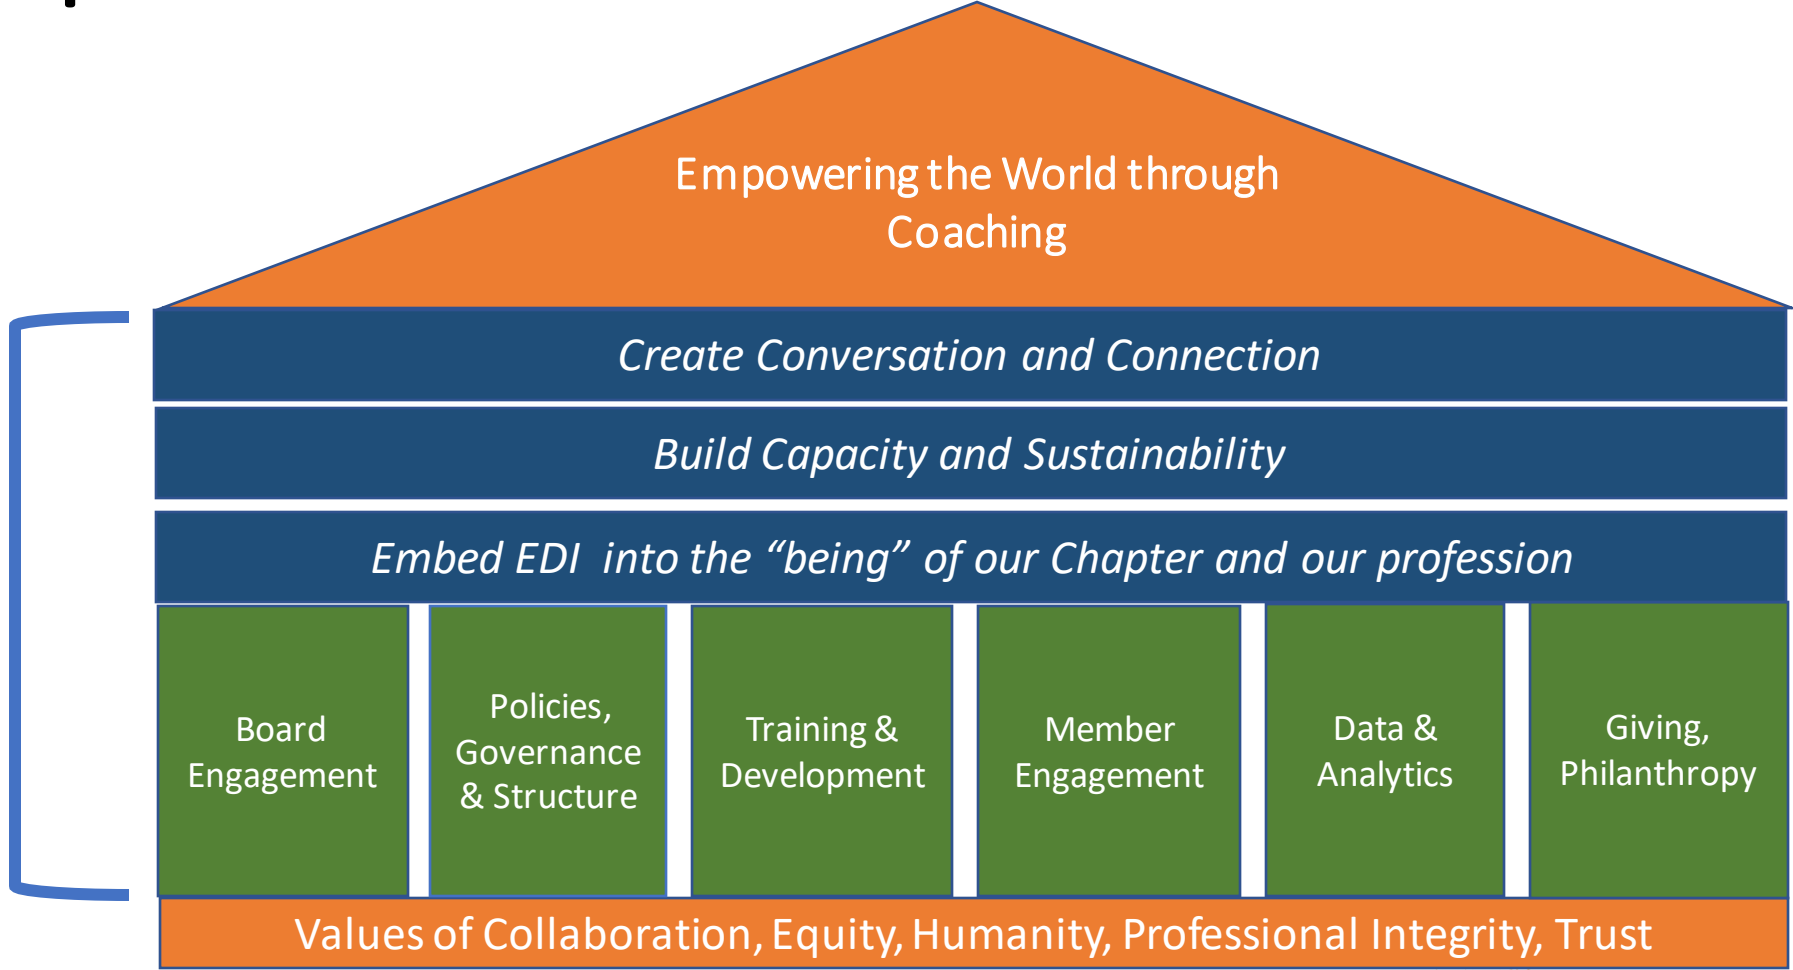 Empowering the World through
Coaching
Create Conversation and Connection
Build Capacity and Sustainability
Embed EDI into the “being” of our Chapter and our profession
Board
Engagement
Policies,
Governance
& Structure
Training &
Development
Member
Engagement
Data &
Analytics
Giving,
Philanthropy
Values of Collaboration, Equity, Humanity, Professional Integrity, Trust